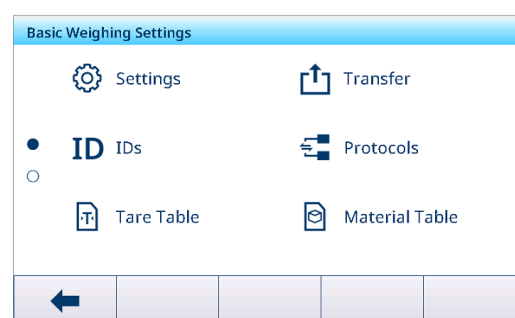 Basic Weighing Settings
Settings
Transfer
ID IDs
Protocols
T Tare Table
Material Table